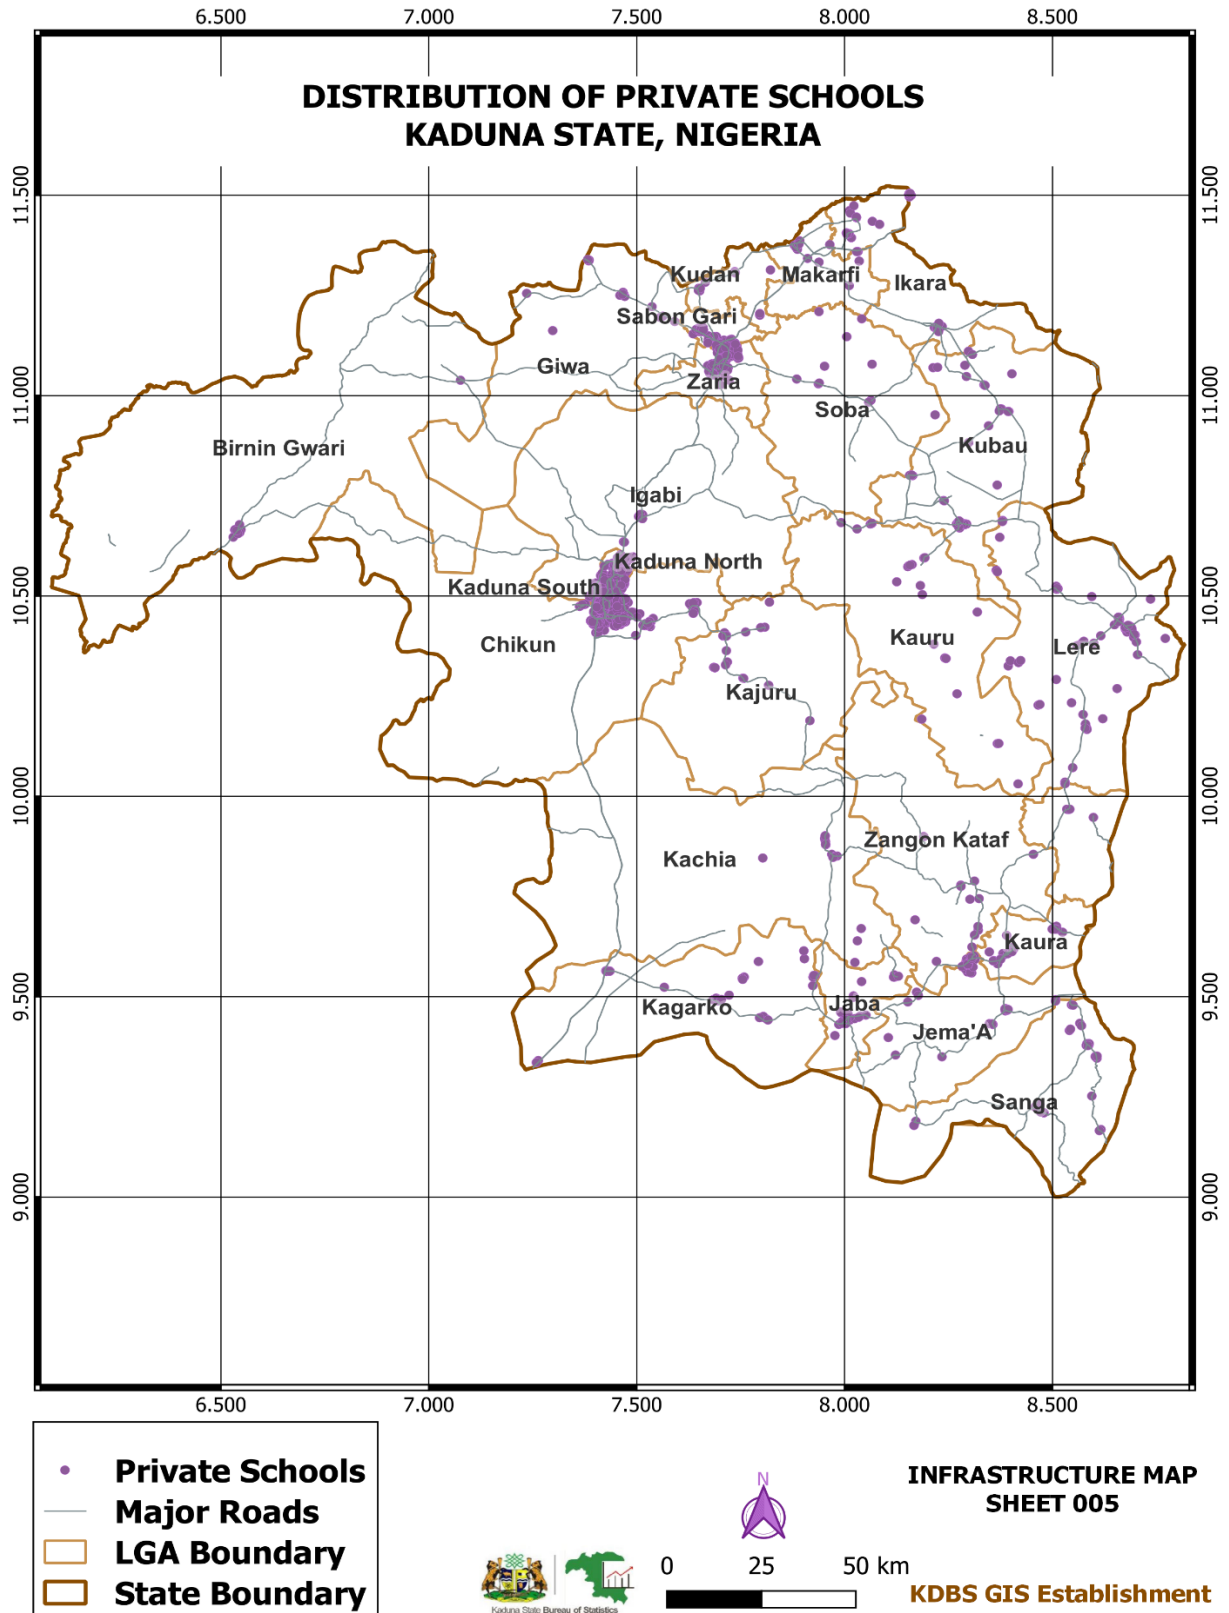 6.500 7.000 7.500 8.000 8.500
DISTRIBUTION OF PRIVATE SCHOOLS
KADUNA STATE, NIGERIA
11.500 11.500
Kudan Makarfi Ikara
Sabon Gari
Giwa
Zaria
11.000 11.000
Soba
Birnin Gwari Kubau
Igabi
Kaduna North
Kaduna South
10.500 10.500
Chikun Kauru Lere
Kajuru
10.000 10.000
Zangon Kataf
Kachia
Kaura
9.500 9.500
Kagarko Jaba
Jema'A
Sanga
9.000 9.000
6.500 7.000 7.500 8.000 8.500
Private Schools
Major Roads
LGA Boundary
State Boundary
N
INFRASTRUCTURE MAP
SHEET 005
0 25 50 km
KDBS GIS Establishment
Kaduna State Bureau of Statistics